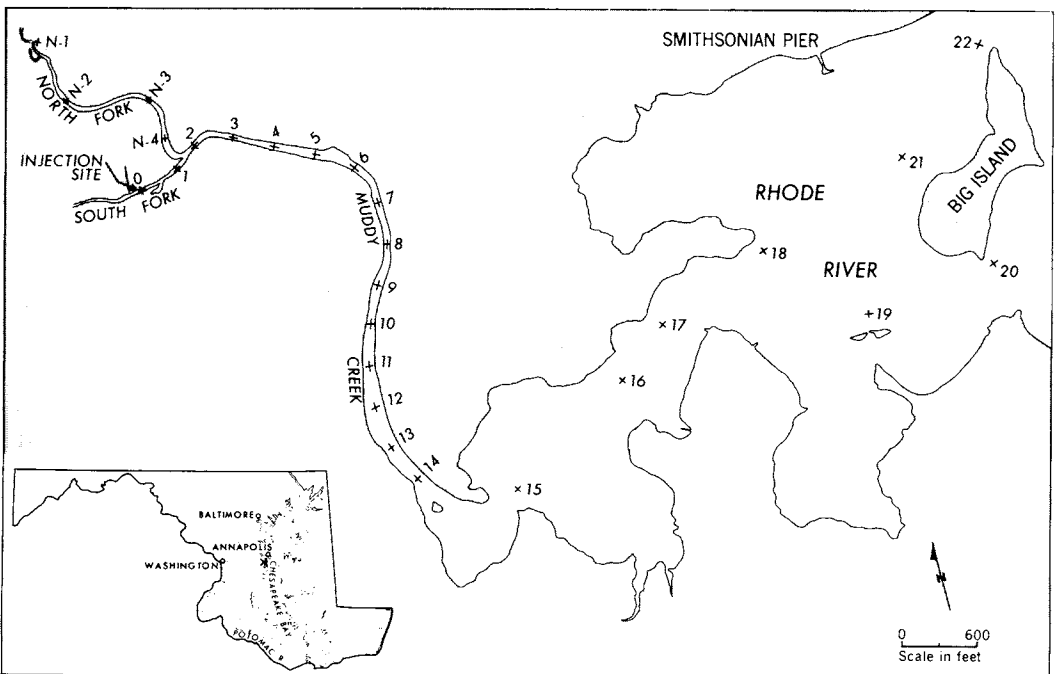 N-1
N-2
N-3
NORTH
FORK
N-4
2
3
4
5
6
INJECTION
SITE
0
1
SOUTH
FORK
7
MUDDY
8
9
10
11
CREEK
12
13
14
15
16
17
18
SMITHSONIAN PIER
22
21
RHODE
RIVER
BIG ISLAND
20
19
BALTIMORE
ANNAPOLIS
WASHINGTON
CHESAPEAKE BAY
POTOMAC R
N
0 600
Scale in feet